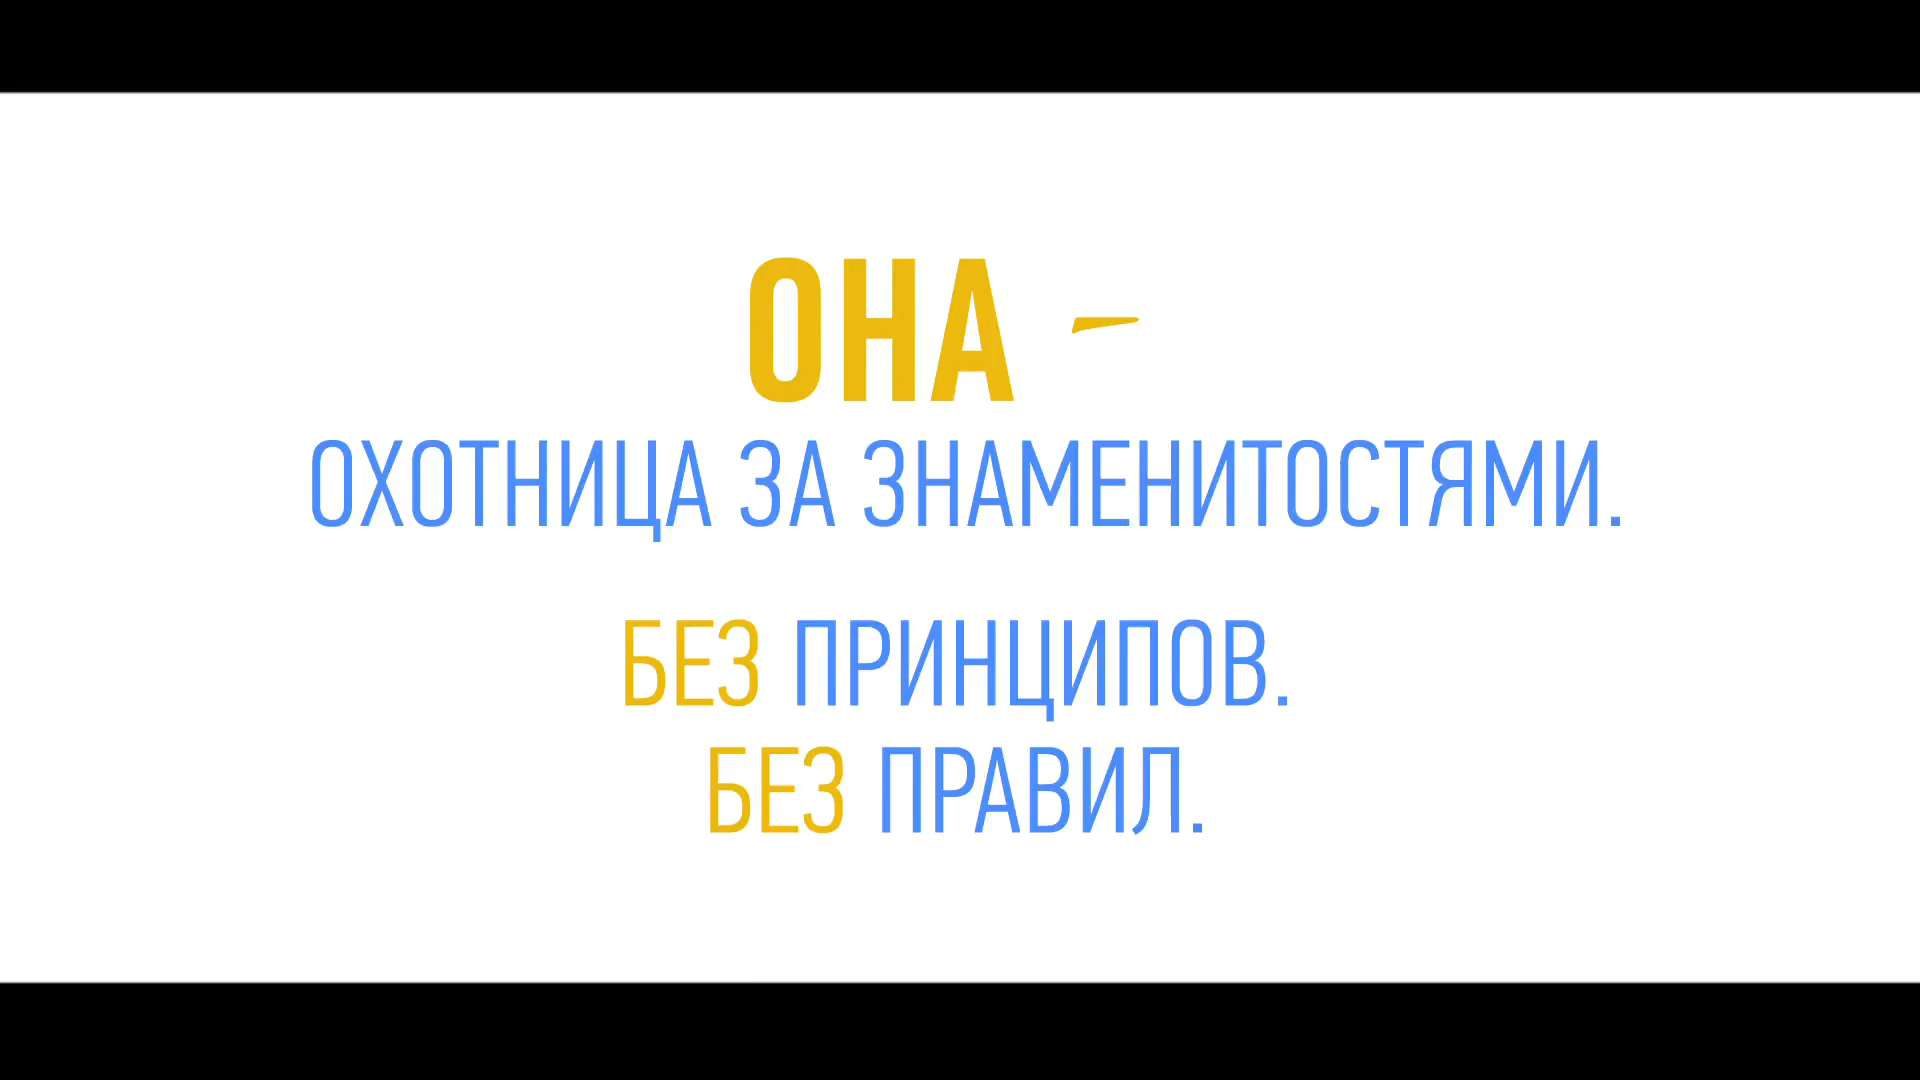 ОНА –
ОХОТНИЦА ЗА ЗНАМЕНИТОСТЯМИ.
БЕЗ ПРИНЦИПОВ.
БЕЗ ПРАВИЛ.